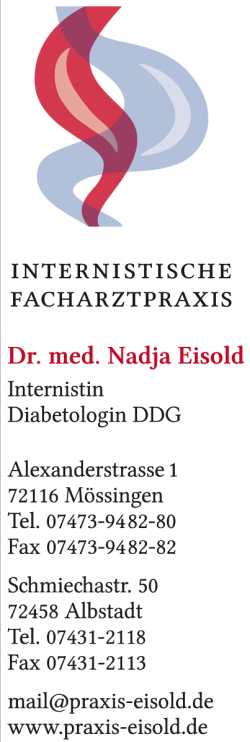 INTERNISTISCHE
FACHARZTPRAXIS
Dr. med. Nadja Eisold
Internistin
Diabetologin DDG
Alexanderstrasse 1
72116 Mössingen
Tel. 07473-9482-80
Fax 07473-9482-82
Schmiechastr. 50
72458 Albstadt
Tel. 07431-2118
Fax 07431-2113
mail@praxis-eisold.de
www.praxis-eisold.de